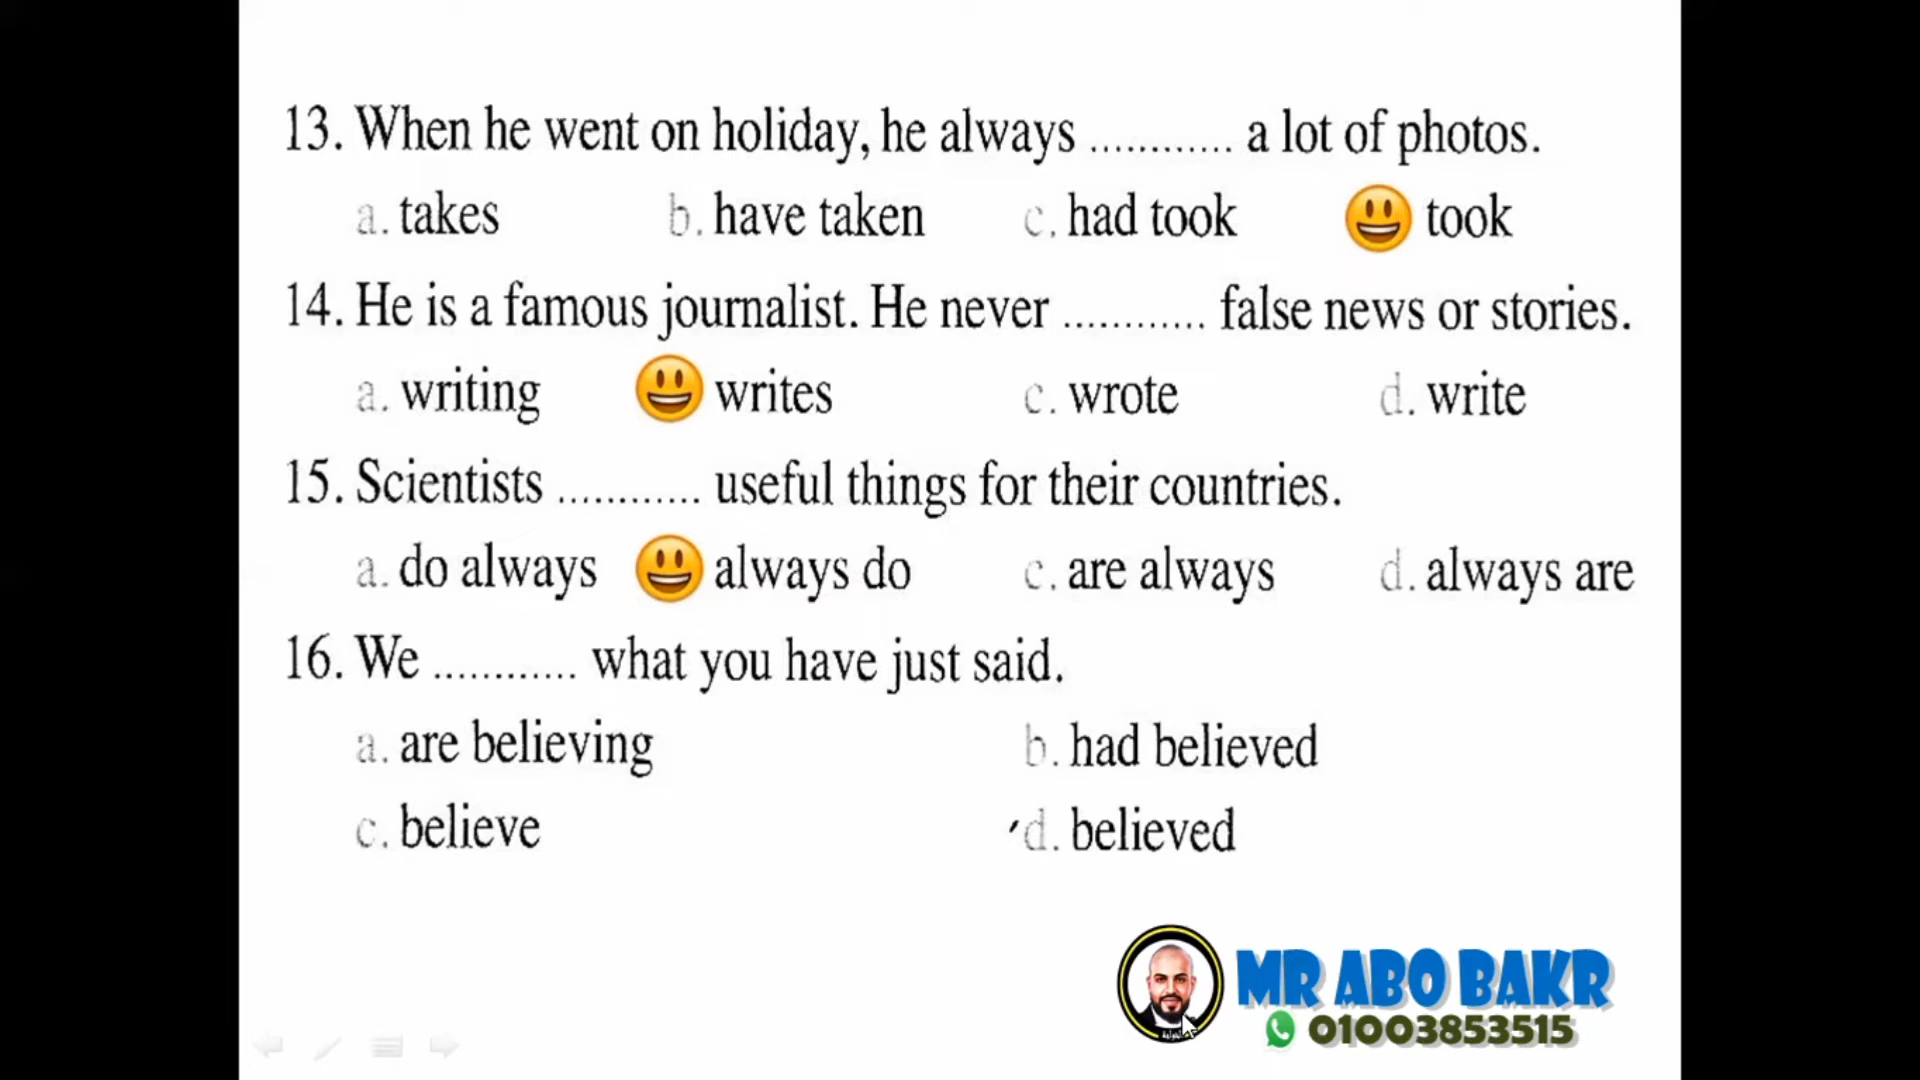 13. When he went on holiday, he always ............ a lot of photos.
a. takes b. have taken c. had took 😃 took
14. He is a famous journalist. He never ............ false news or stories.
a. writing 😃 writes c. wrote d. write
15. Scientists ............ useful things for their countries.
a. do always 😃 always do c. are always d. always are
16. We ............ what you have just said.
a. are believing b. had believed
c. believe d. believed
MR ABO BAKR
01003853515